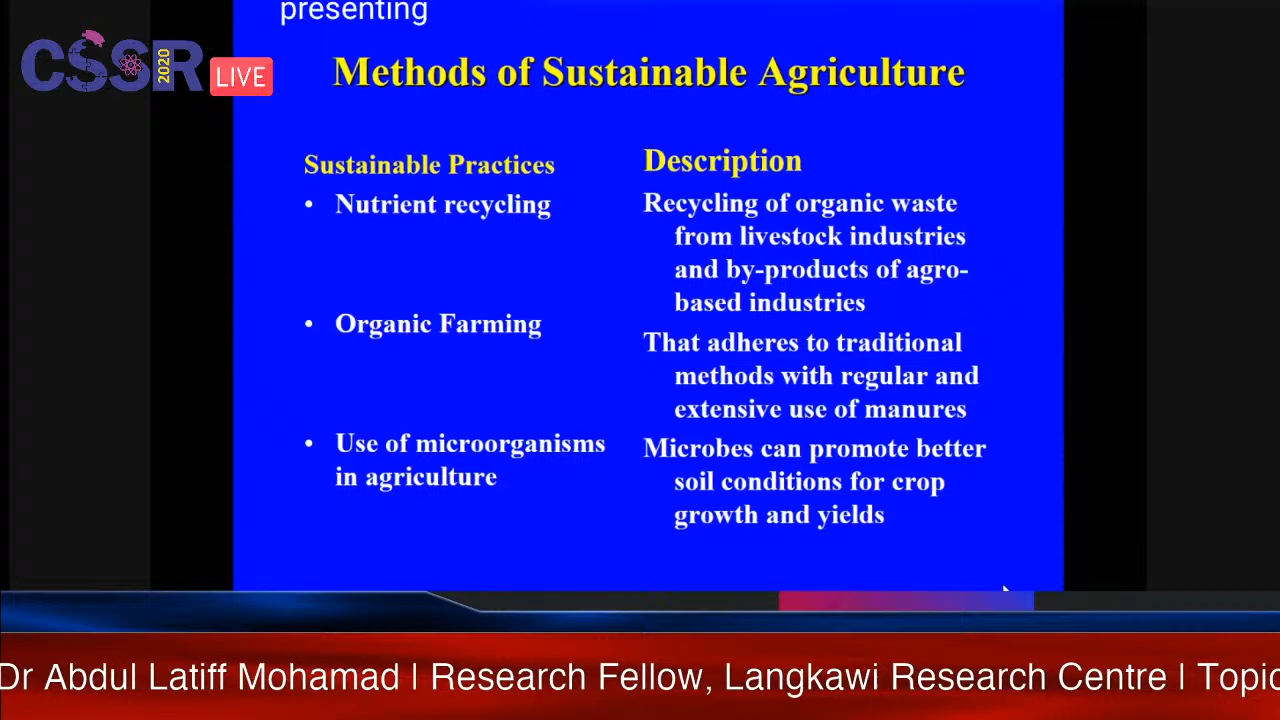 presenting
CSSR 2020
LIVE
Methods of Sustainable Agriculture
Sustainable Practices
• Nutrient recycling
• Organic Farming
• Use of microorganisms
in agriculture
Description
Recycling of organic waste
from livestock industries
and by-products of agro-
based industries
That adheres to traditional
methods with regular and
extensive use of manures
Microbes can promote better
soil conditions for crop
growth and yields
Dr Abdul Latiff Mohamad | Research Fellow, Langkawi Research Centre | Topic